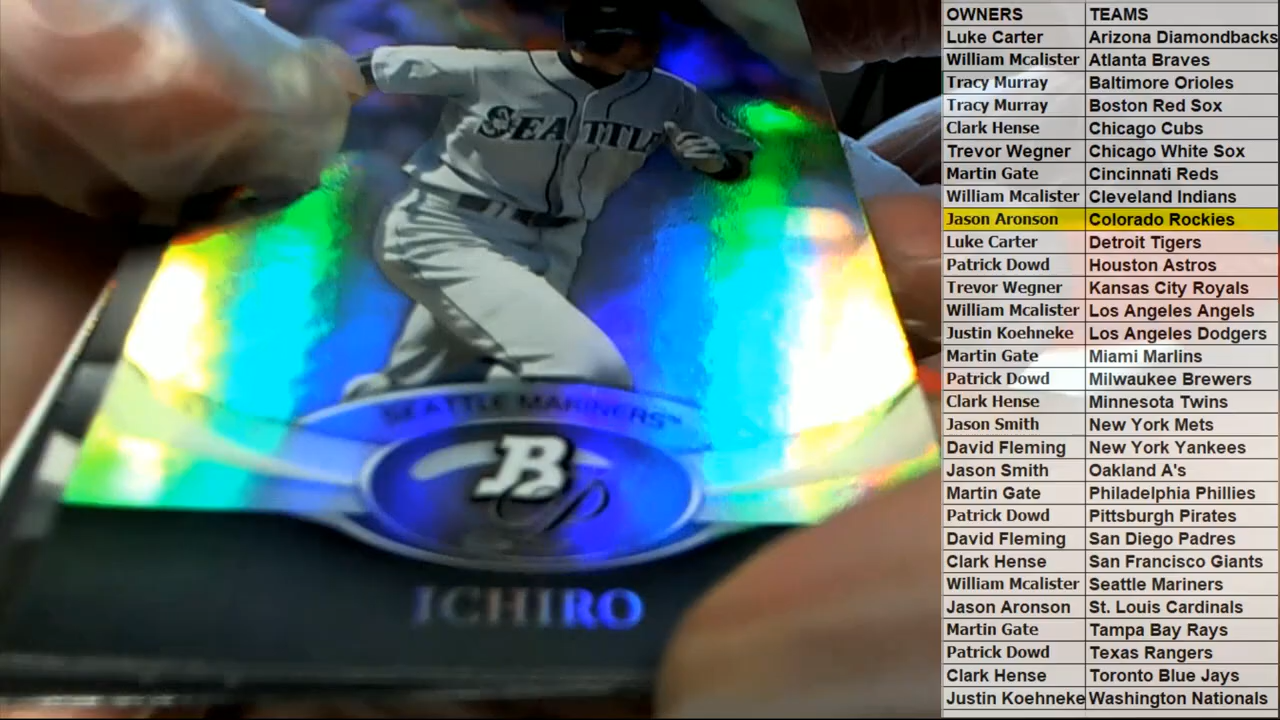 SEATTLE
SEATTLE MARINERS™
B
P
ICHIRO
OWNERS TEAMS
Luke Carter Arizona Diamondbacks
William Mcalister Atlanta Braves
Tracy Murray Baltimore Orioles
Tracy Murray Boston Red Sox
Clark Hense Chicago Cubs
Trevor Wegner Chicago White Sox
Martin Gate Cincinnati Reds
William Mcalister Cleveland Indians
Jason Aronson Colorado Rockies
Luke Carter Detroit Tigers
Patrick Dowd Houston Astros
Trevor Wegner Kansas City Royals
William Mcalister Los Angeles Angels
Justin Koehneke Los Angeles Dodgers
Martin Gate Miami Marlins
Patrick Dowd Milwaukee Brewers
Clark Hense Minnesota Twins
Jason Smith New York Mets
David Fleming New York Yankees
Jason Smith Oakland A's
Martin Gate Philadelphia Phillies
Patrick Dowd Pittsburgh Pirates
David Fleming San Diego Padres
Clark Hense San Francisco Giants
William Mcalister Seattle Mariners
Jason Aronson St. Louis Cardinals
Martin Gate Tampa Bay Rays
Patrick Dowd Texas Rangers
Clark Hense Toronto Blue Jays
Justin Koehneke Washington Nationals